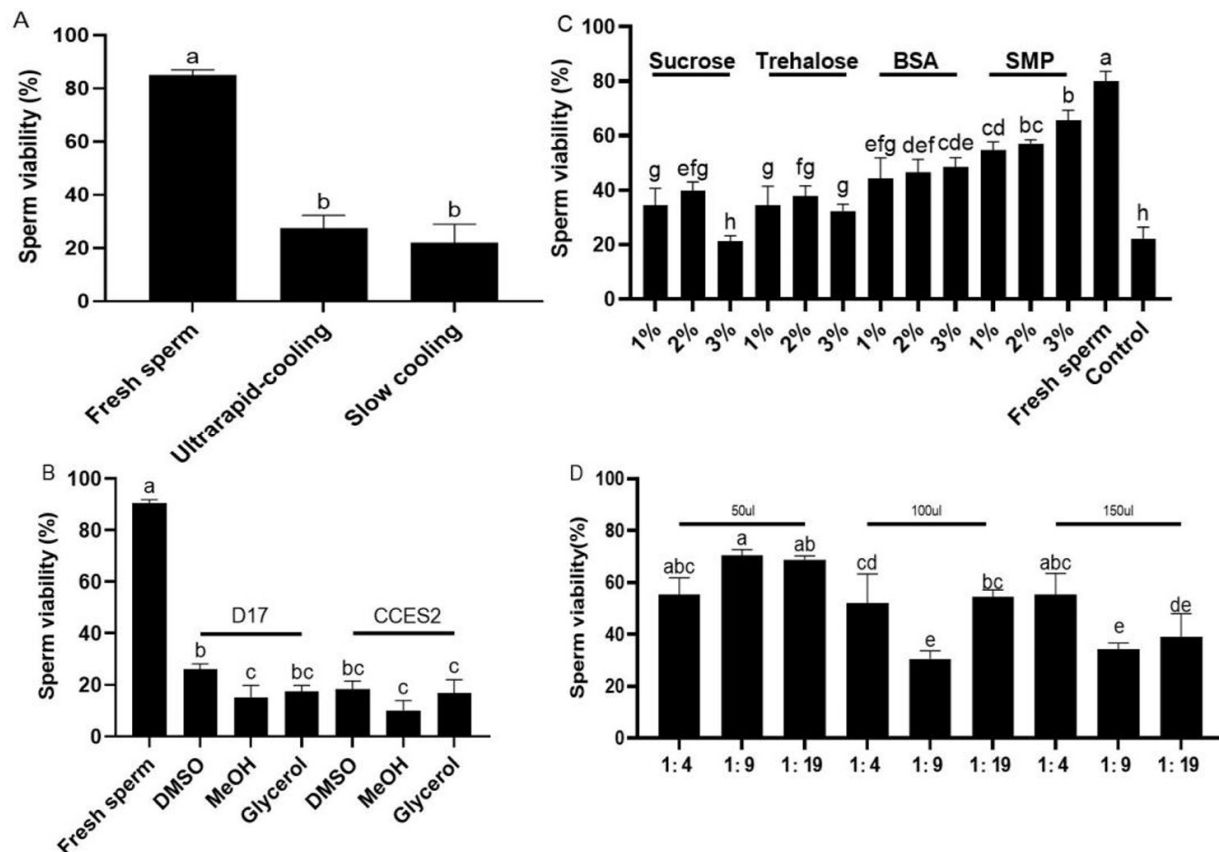 A
Sperm viability (%)
100
80
60
40
20
0
a
b
b
Fresh sperm
Ultrarapid-cooling
Slow cooling
C
Sperm viability (%)
100
80
60
40
20
0
Sucrose Trehalose BSA SMP
g efg h g fg g efg def cde cd bc b a h
1% 2% 3% 1% 2% 3% 1% 2% 3% 1% 2% 3% Fresh sperm Control
B
Sperm viability (%)
100
80
60
40
20
0
D17 CCES2
a b c bc bc c c
Fresh sperm DMSO MeOH Glycerol DMSO MeOH Glycerol
D
Sperm viability(%)
100
80
60
40
20
0
50ul 100ul 150ul
abc a ab cd e bc abc e de
1: 4 1: 9 1: 19 1: 4 1: 9 1: 19 1: 4 1: 9 1: 19